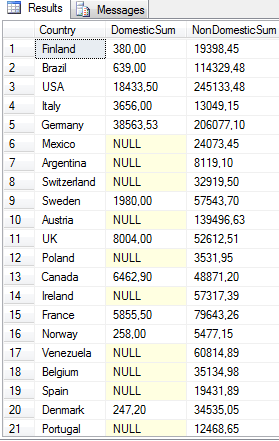 Results Messages
Country DomesticSum NonDomesticSum
1 Finland 380,00 19398,45
2 Brazil 639,00 114329,48
3 USA 18433,50 245133,48
4 Italy 3656,00 13049,15
5 Germany 38563,53 206077,10
6 Mexico NULL 24073,45
7 Argentina NULL 8119,10
8 Switzerland NULL 32919,50
9 Sweden 1980,00 57543,70
10 Austria NULL 139496,63
11 UK 8004,00 52612,51
12 Poland NULL 3531,95
13 Canada 6462,90 48871,20
14 Ireland NULL 57317,39
15 France 5855,50 79643,26
16 Norway 258,00 5477,15
17 Venezuela NULL 60814,89
18 Belgium NULL 35134,98
19 Spain NULL 19431,89
20 Denmark 247,20 34535,05
21 Portugal NULL 12468,65